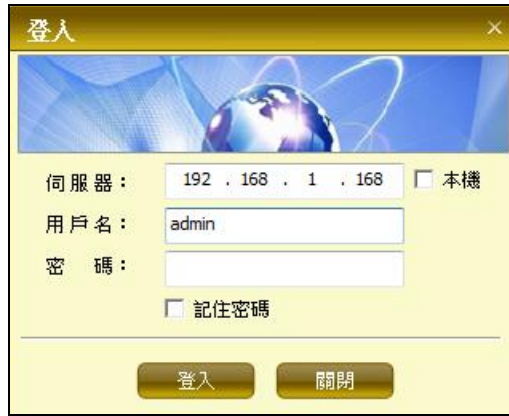 登入
伺服器： 192 . 168 . 1 . 168 本機
用戶名： admin
密 碼：
記住密碼
登入 關閉